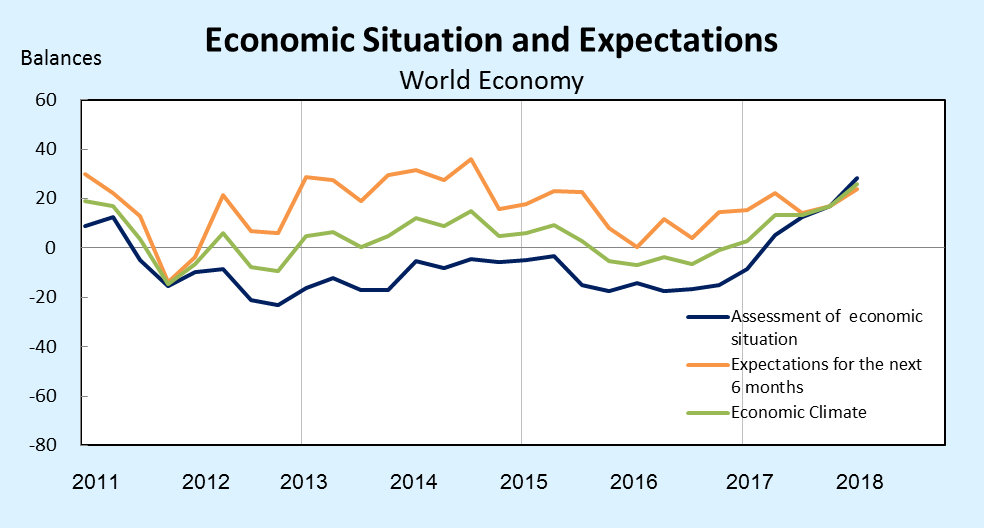 Economic Situation and Expectations
Balances
World Economy
60
40
20
0
-20
-40
-60
-80
Assessment of economic
situation
Expectations for the next
6 months
Economic Climate
2011 2012 2013 2014 2015 2016 2017 2018